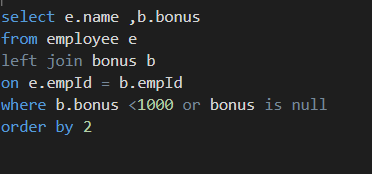 select e.name ,b.bonus
from employee e
left join bonus b
on e.empId = b.empId
where b.bonus <1000 or bonus is null
order by 2